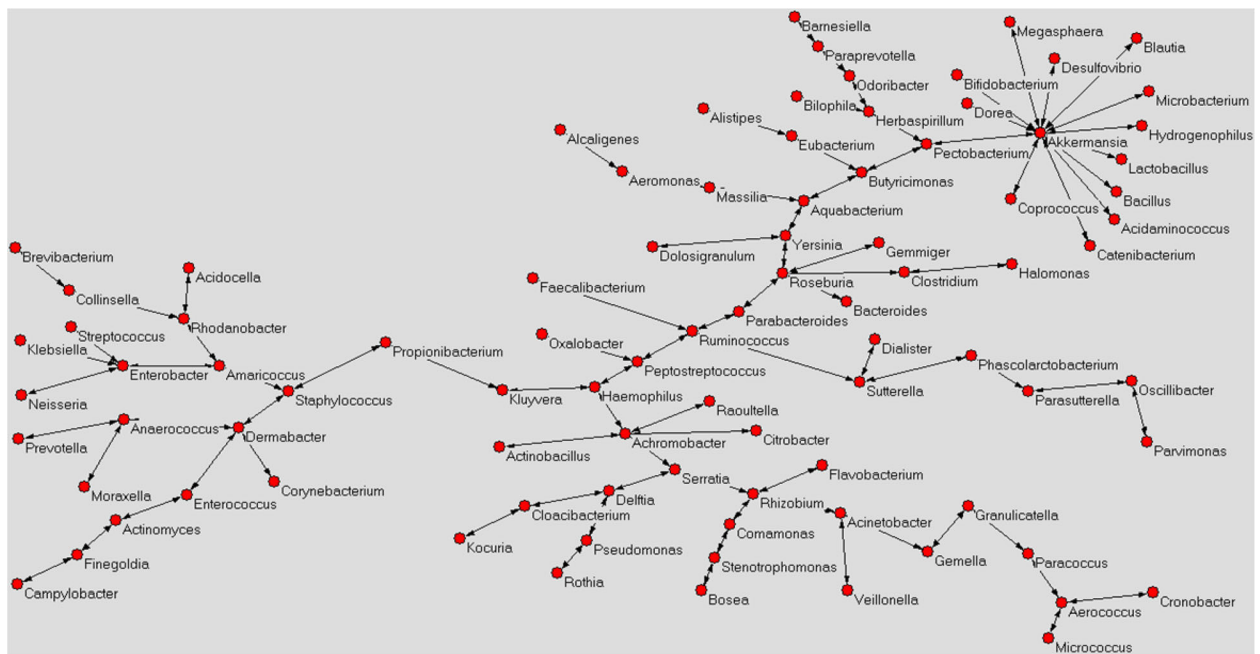 Barnesiella
Megasphaera
Blautia
Paraprevotella
Desulfovibrio
Odoribacter
Bifidobacterium
Microbacterium
Bilophila
Dorea
Herbaspirillum
Alistipes
Hydrogenophilus
Alcaligenes
Eubacterium
Pectobacterium
Akkermansia
Lactobacillus
Aeromonas
Butyricimonas
Massilia
Bacillus
Coprococcus
Aquabacterium
Acidaminococcus
Yersinia
Catenibacterium
Dolosigranulum
Gemmiger
Brevibacterium
Acidocella
Halomonas
Faecalibacterium
Roseburia
Clostridium
Collinsella
Bacteroides
Parabacteroides
Rhodanobacter
Streptococcus
Ruminococcus
Oxalobacter
Dialister
Klebsiella
Propionibacterium
Phascolarctobacterium
Peptostreptococcus
Enterobacter
Amaricoccus
Oscillibacter
Sutterella
Haemophilus
Kluyvera
Staphylococcus
Parasutterella
Neisseria
Raoultella
Anaerococcus
Dermabacter
Achromobacter
Citrobacter
Prevotella
Parvimonas
Actinobacillus
Flavobacterium
Serratia
Moraxella
Corynebacterium
Enterococcus
Delftia
Rhizobium
Cloacibacterium
Acinetobacter
Granulicatella
Actinomyces
Comamonas
Kocuria
Pseudomonas
Gemella
Paracoccus
Finegoldia
Stenotrophomonas
Rothia
Campylobacter
Bosea
Veillonella
Cronobacter
Aerococcus
Micrococcus